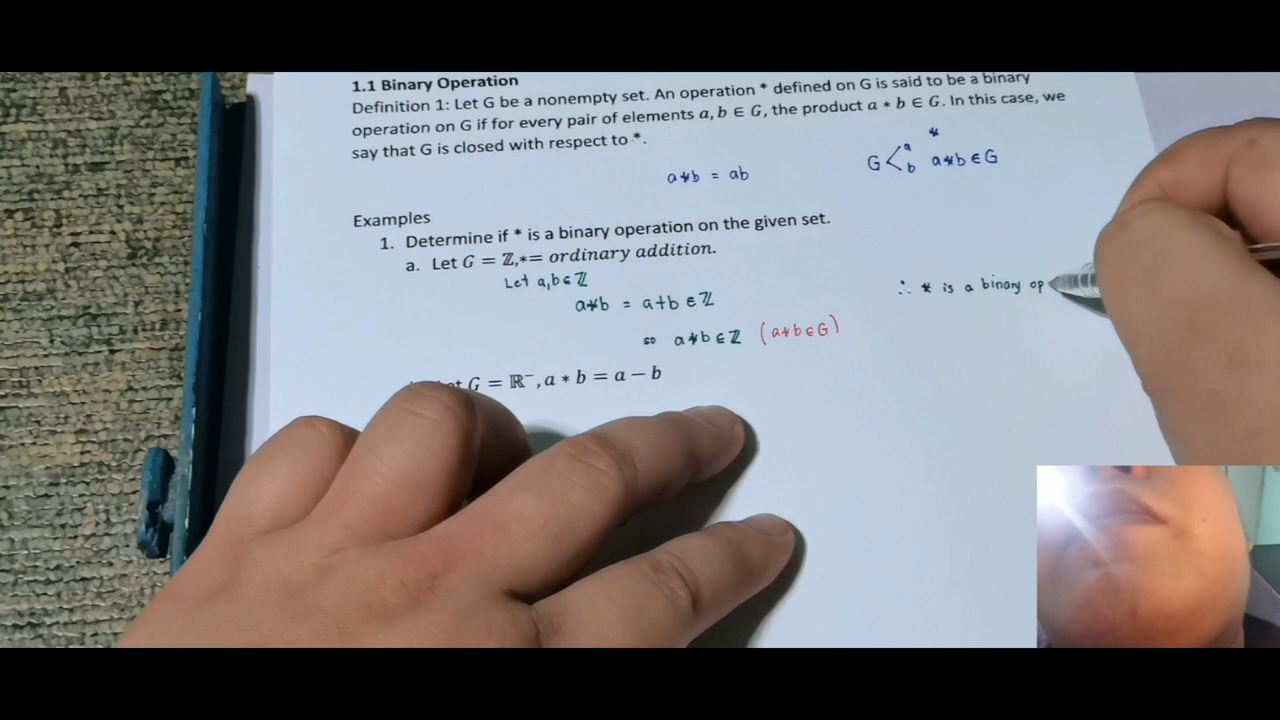 1.1 Binary Operation
Definition 1: Let G be a nonempty set. An operation * defined on G is said to be a binary
operation on G if for every pair of elements a, b ∈ G, the product a * b ∈ G. In this case, we
say that G is closed with respect to *.
*
a*b = ab
G < a b a*b ∈ G
Examples
1. Determine if * is a binary operation on the given set.
a. Let G = ℤ,*= ordinary addition.
Let a,b ∈ ℤ
a*b = a+b ∈ ℤ
∴ * is a binary op
so a*b ∈ ℤ (a*b ∈ G)
G = ℝ⁻, a * b = a − b